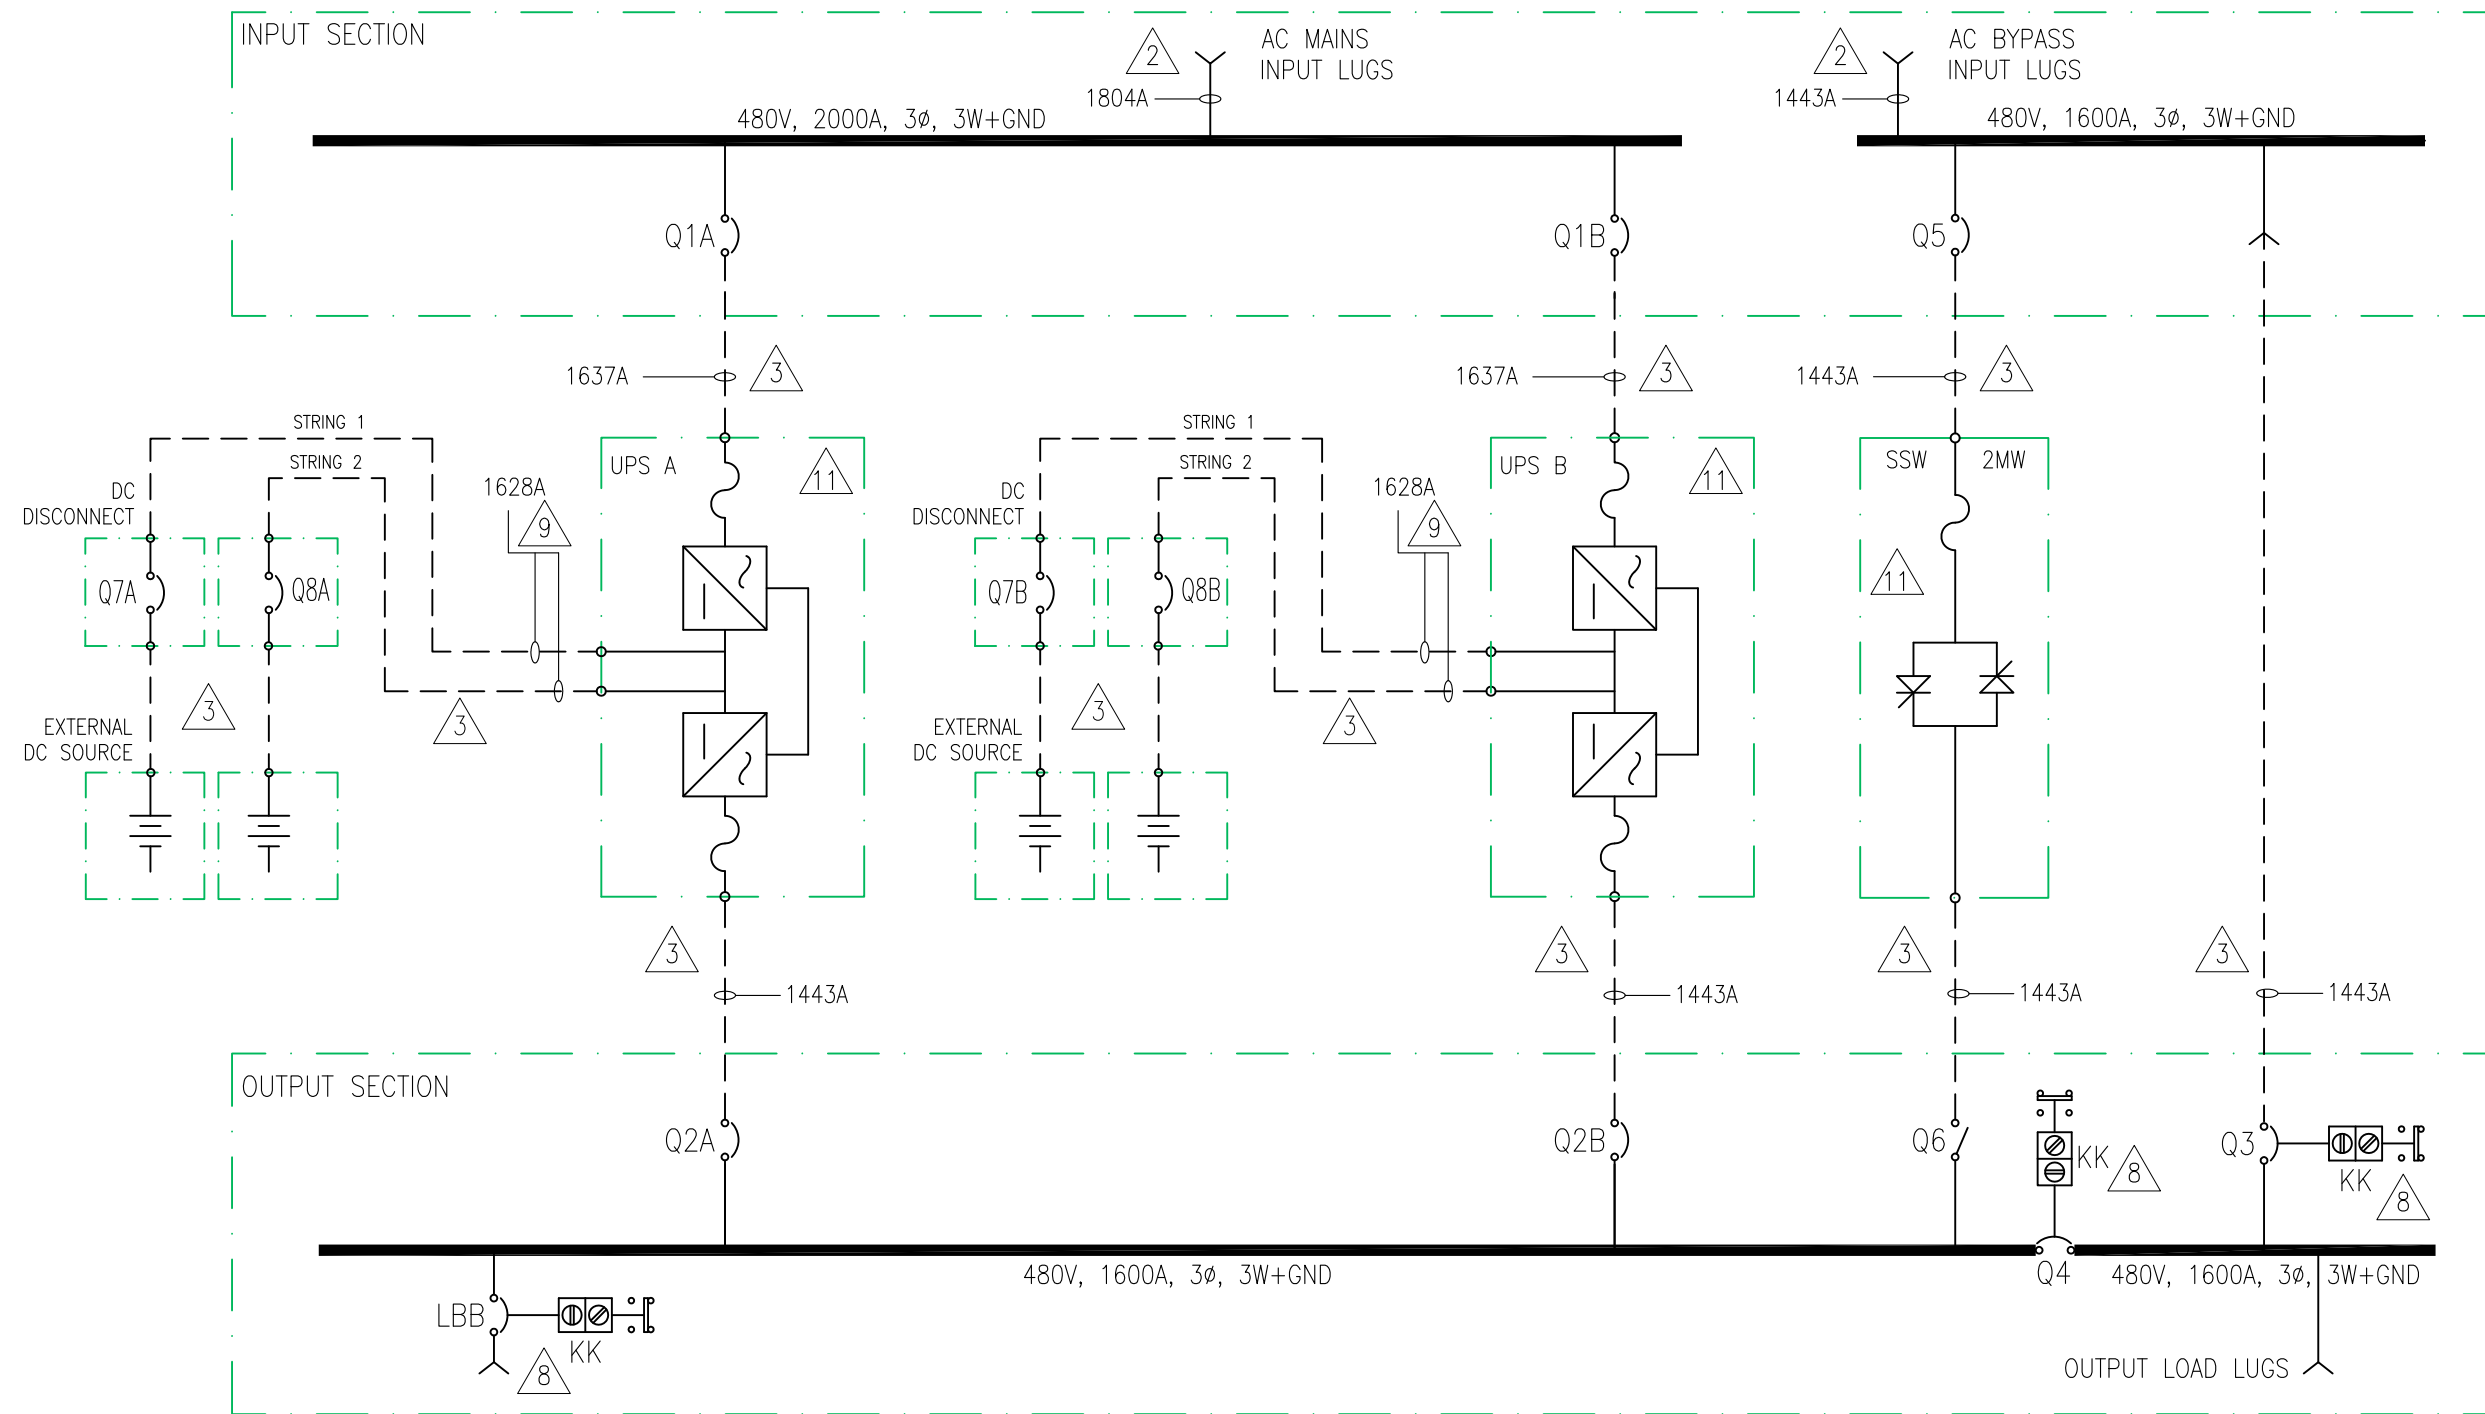 INPUT SECTION
2
AC MAINS
INPUT LUGS
2
AC BYPASS
INPUT LUGS
1804A
1443A
480V, 2000A, 3ø, 3W+GND
480V, 1600A, 3ø, 3W+GND
Q1A
Q1B
Q5
1637A
3
1637A
3
1443A
3
STRING 1
STRING 1
STRING 2
STRING 2
UPS A
11
UPS B
11
SSW
2MW
DC
DISCONNECT
1628A
9
DC
DISCONNECT
1628A
9
Q7A
Q8A
Q7B
Q8B
11
3
3
3
3
EXTERNAL
DC SOURCE
EXTERNAL
DC SOURCE
3
3
3
3
1443A
1443A
1443A
1443A
OUTPUT SECTION
Q2A
Q2B
Q6
KK
8
Q3
KK
8
480V, 1600A, 3ø, 3W+GND
Q4
480V, 1600A, 3ø, 3W+GND
LBB
KK
8
OUTPUT LOAD LUGS